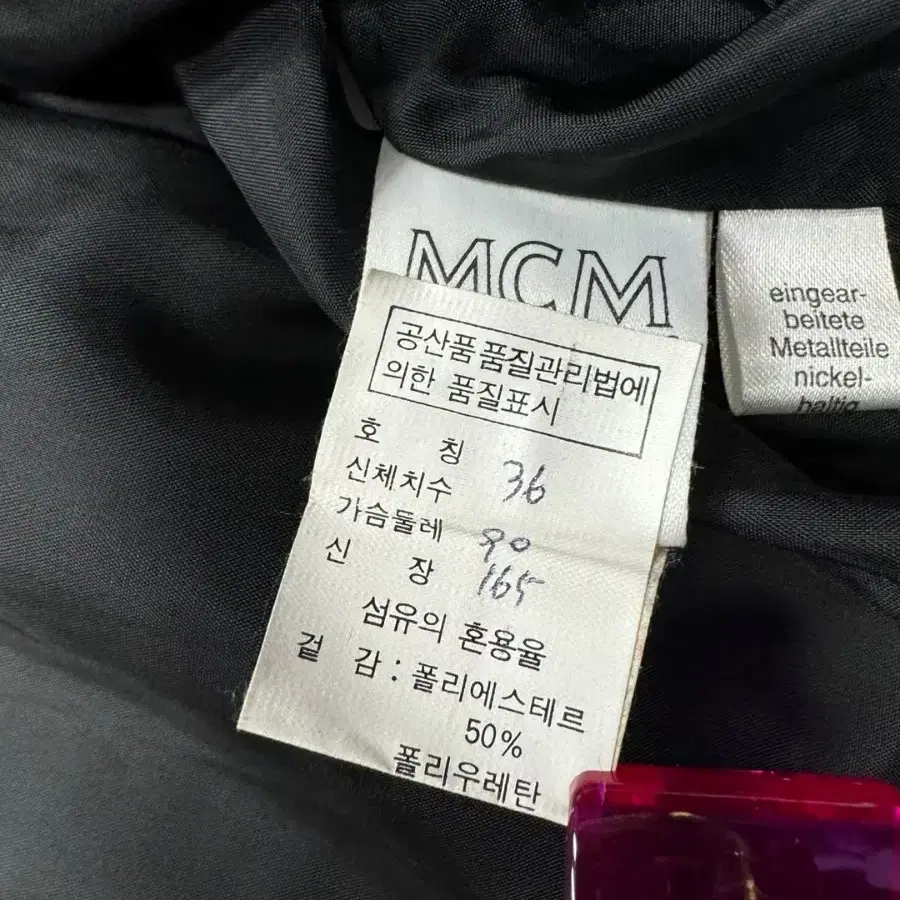 MCM
공산품 품질관리법에
의한 품질표시
호 칭 36
신체치수
가슴둘레 90
신 장 165
섬유의 혼용율
겉 감 : 폴리에스테르
50%
폴리우레탄
eingear-
beitete
Metallteile
nickel-
haltig